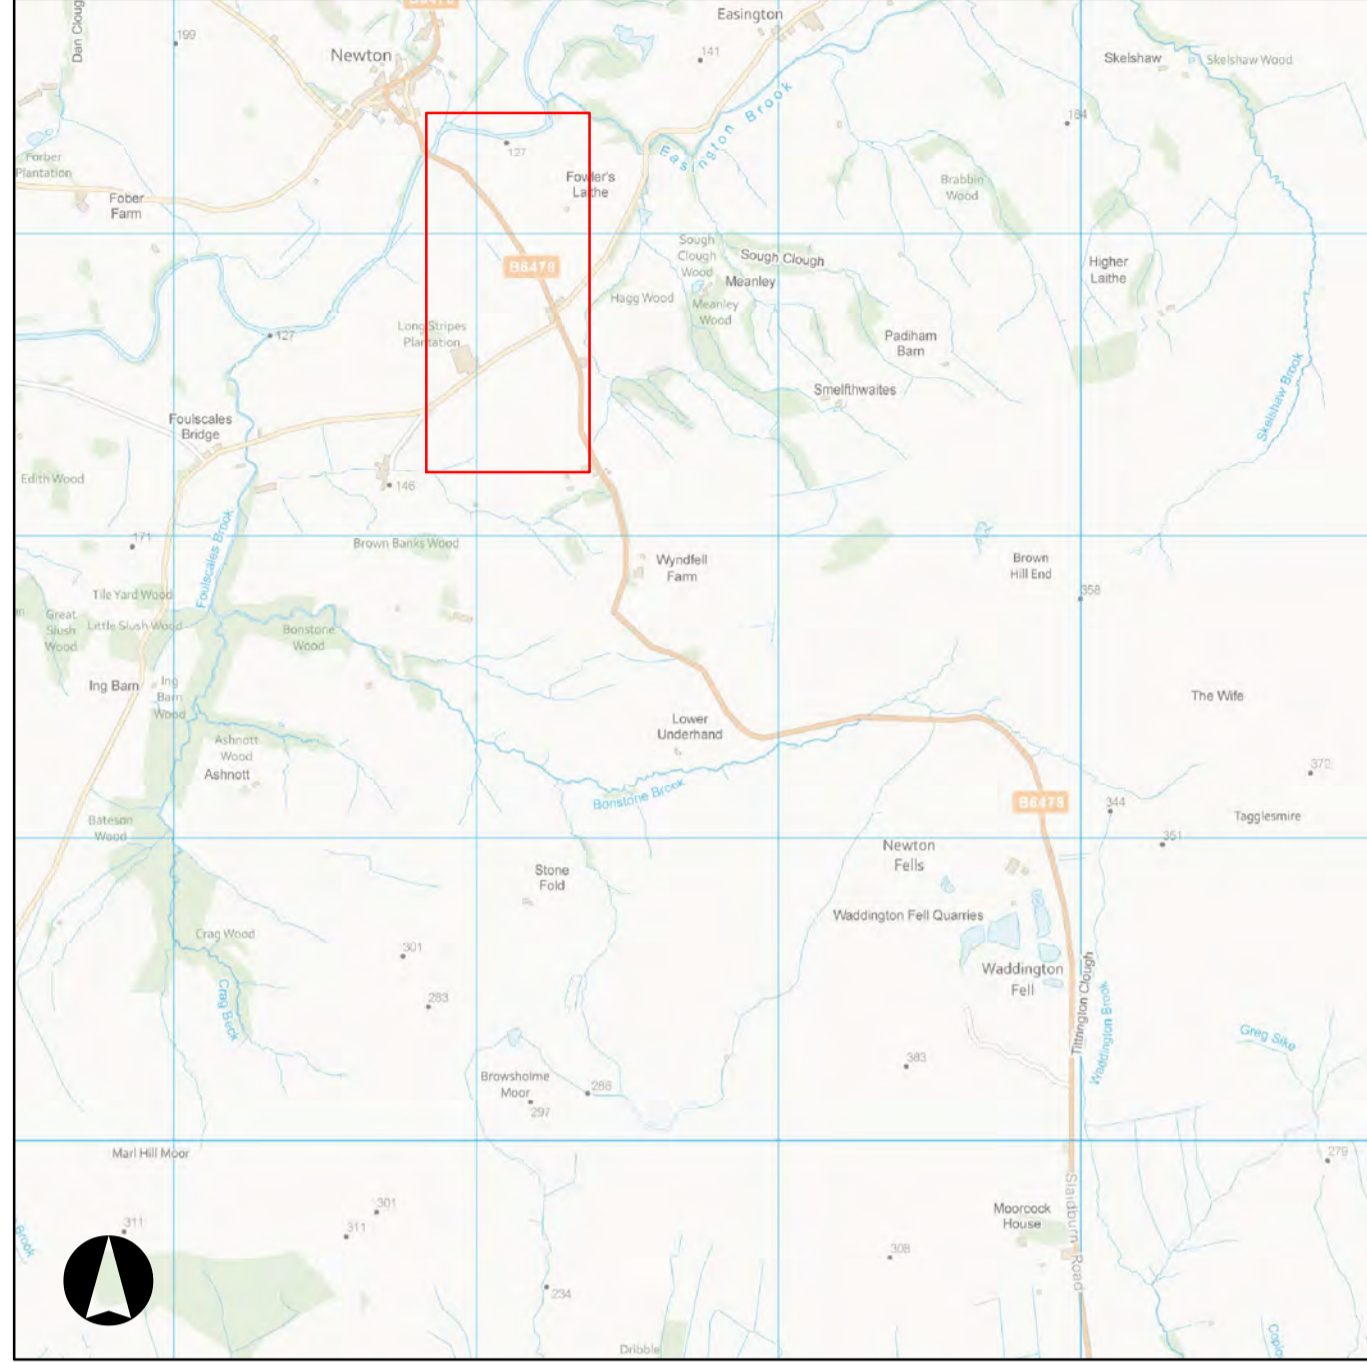 B6478
Easington
Dan Cloug
199
Newton
141
Skelshaw
Skelshaw Wood
184
Easington Brook
127
Forber
Plantation
Fober
Farm
Fowler's
Laithe
Brabbin
Wood
Sough
Clough
Wood
Sough Clough
Meanley
Higher
Laithe
B6478
Hagg Wood
Meanley
Wood
Long Stripes
Plantation
127
Padiham
Barn
Smelfthwaites
Skelshaw Brook
Foulscales
Bridge
Edith Wood
146
171
Foulscales Brook
Brown Banks Wood
Wyndfell
Farm
Brown
Hill End
358
Tile Yard Wood
Great
Slush
Wood
Little Slush Wood
Bonstone
Wood
Ing Barn
Ing
Barn
Wood
The Wife
Lower
Underhand
Ashnott
Wood
Ashnott
372
Bonstone Brook
B6478
344
Tagglesmire
Bateson
Wood
351
Newton
Fells
Stone
Fold
Waddington Fell Quarries
Crag Wood
301
Waddington
Fell
283
Crag Beck
Tittrington Clough
Waddington Brook
Greg Sike
383
Browsholme
Moor
286
297
Marl Hill Moor
279
Slaidburn Road
Moorcock
House
301
311
311
Brook
308
234
Dribble